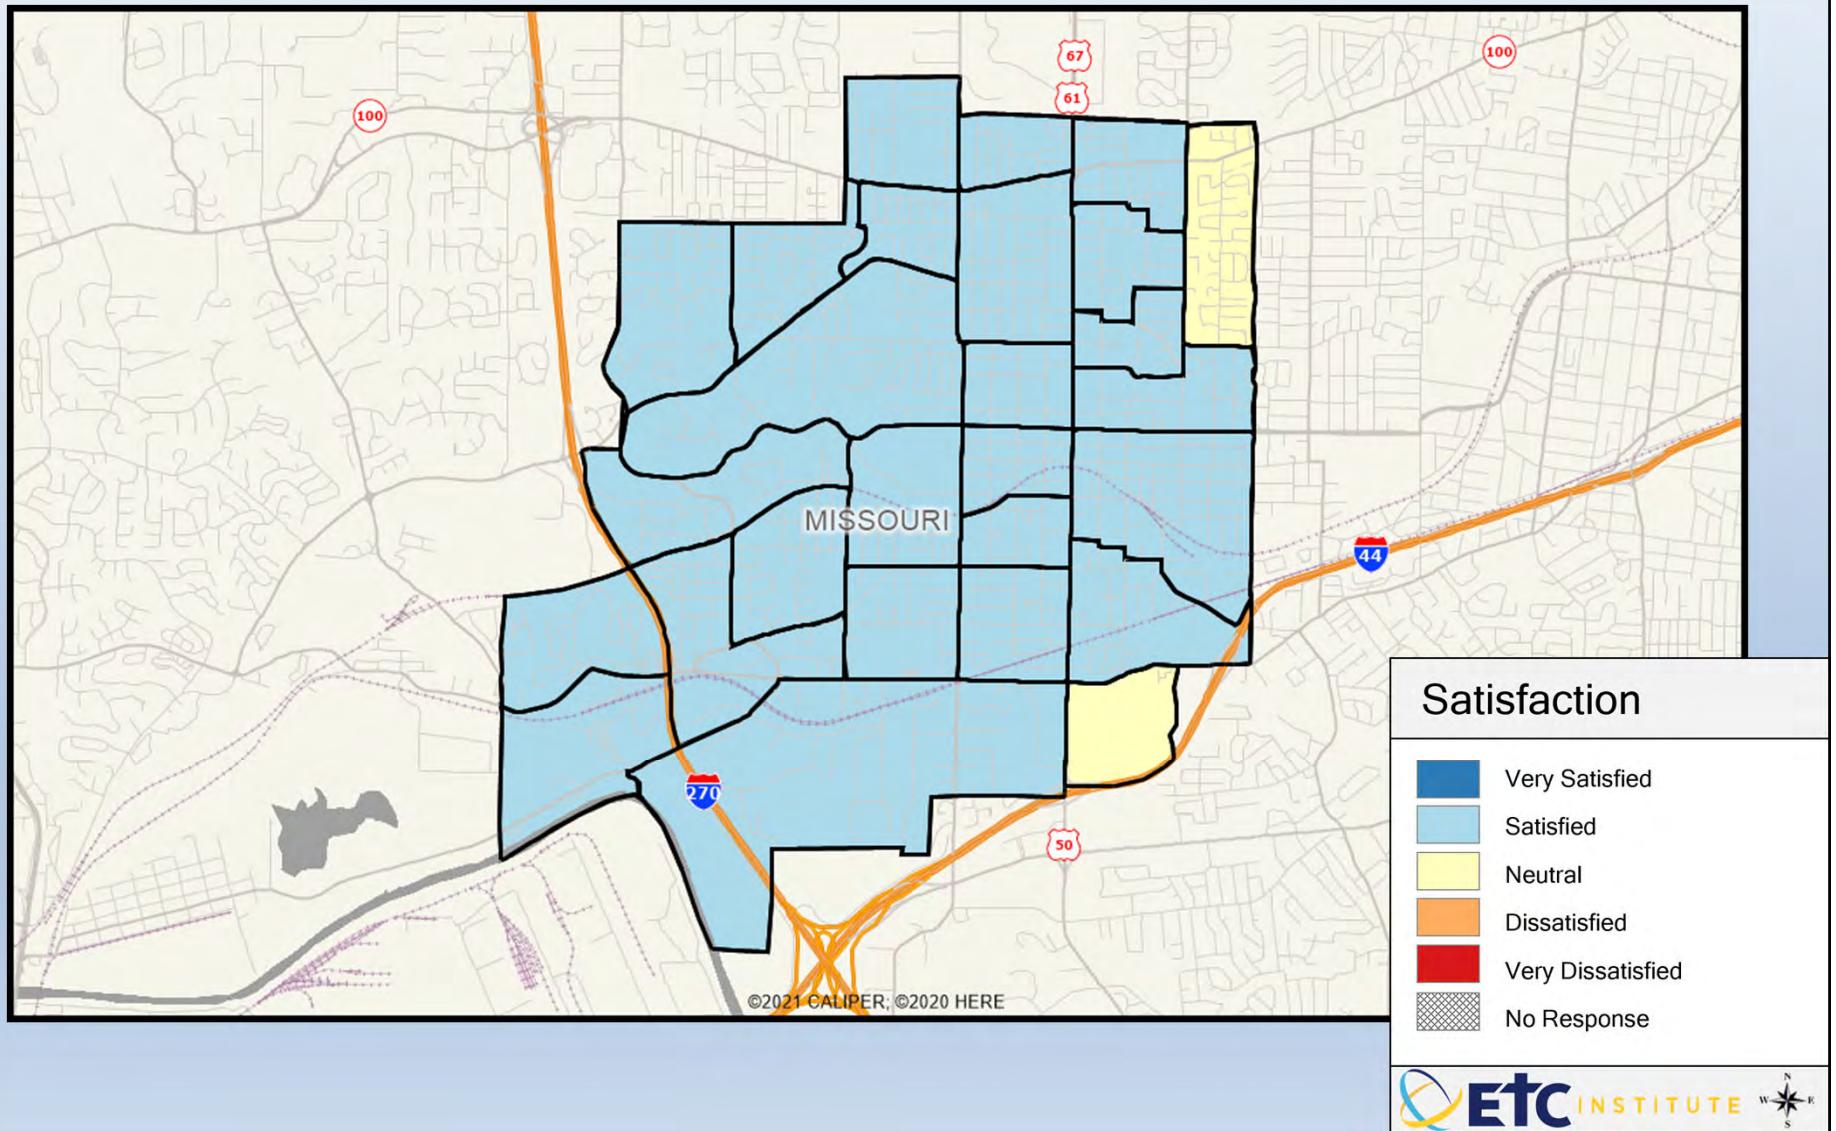 67
100
61
100
MISSOURI
44
270
50
©2021 CALIPER; ©2020 HERE
Satisfaction
Very Satisfied
Satisfied
Neutral
Dissatisfied
Very Dissatisfied
No Response
ETC INSTITUTE
N
W E
S